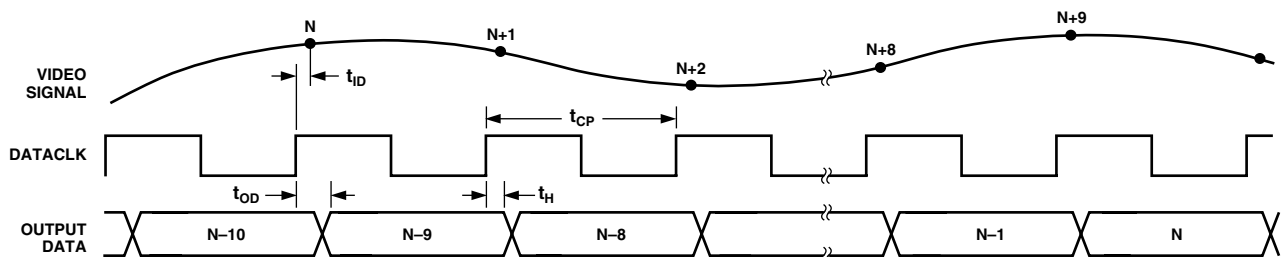 N
N+1
N+2
N+8
N+9
VIDEO
SIGNAL
tID
tCP
DATACLK
tOD
tH
OUTPUT
DATA
N–10
N–9
N–8
N–1
N